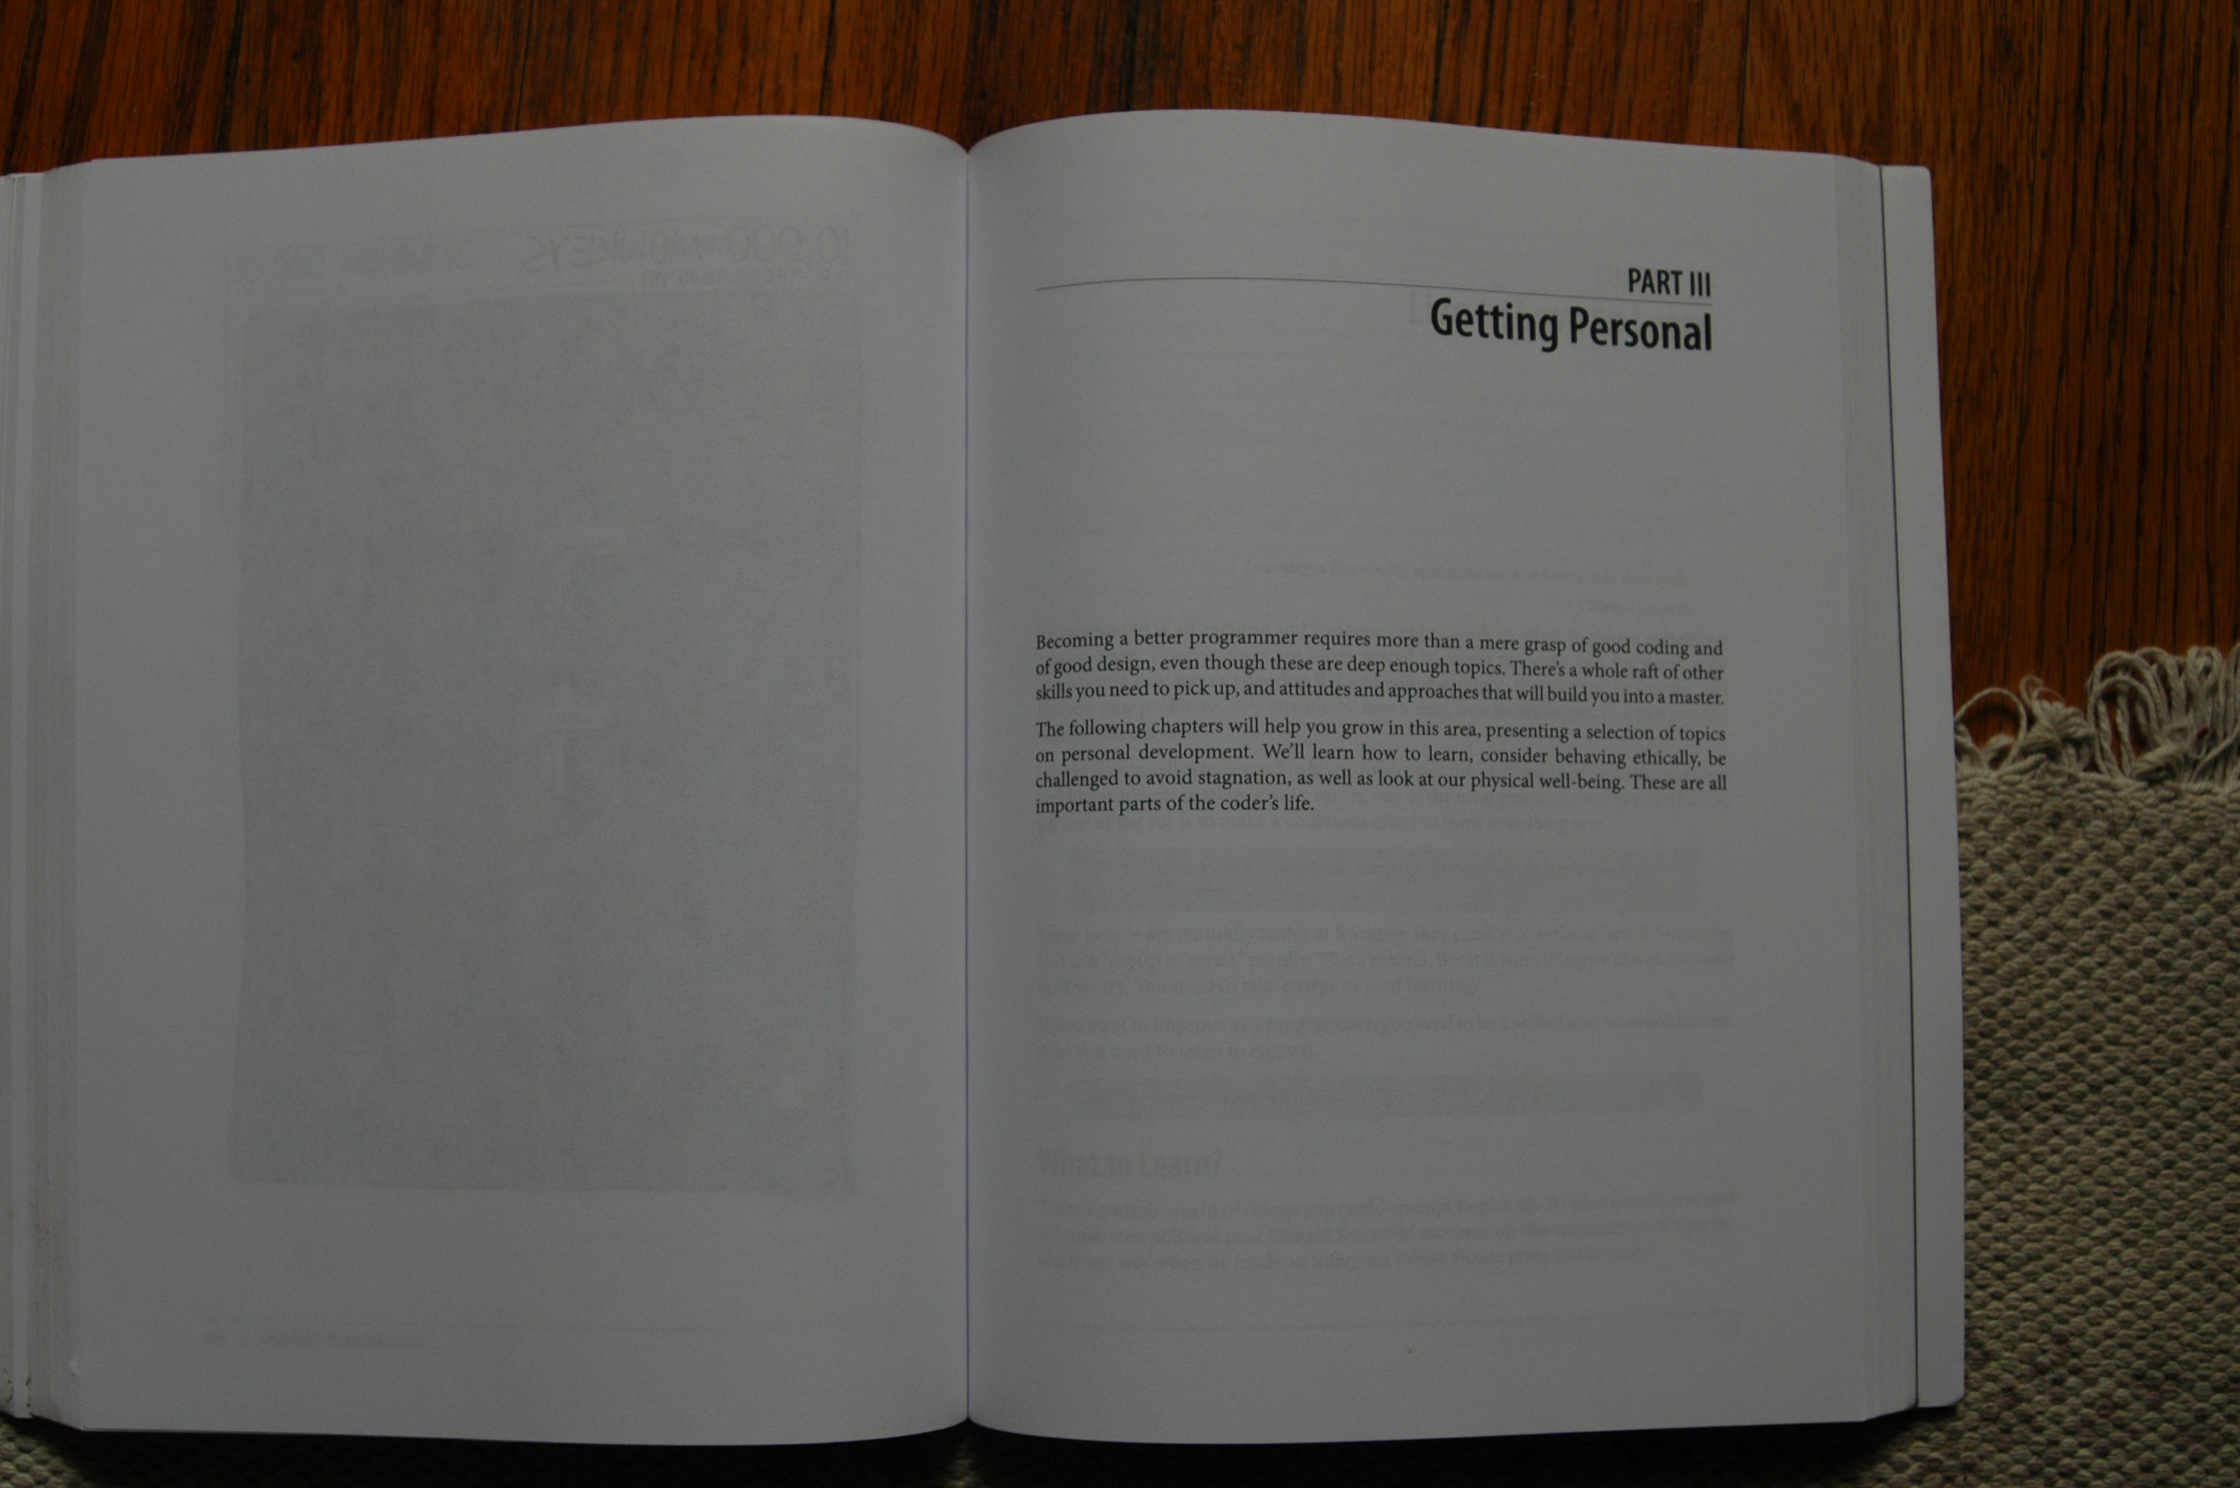 PART III
Getting Personal
Becoming a better programmer requires more than a mere grasp of good coding and
of good design, even though these are deep enough topics. There's a whole raft of other
skills you need to pick up, and attitudes and approaches that will build you into a master.
The following chapters will help you grow in this area, presenting a selection of topics
on personal development. We'll learn how to learn, consider behaving ethically, be
challenged to avoid stagnation, as well as look at our physical well-being. These are all
important parts of the coder's life.